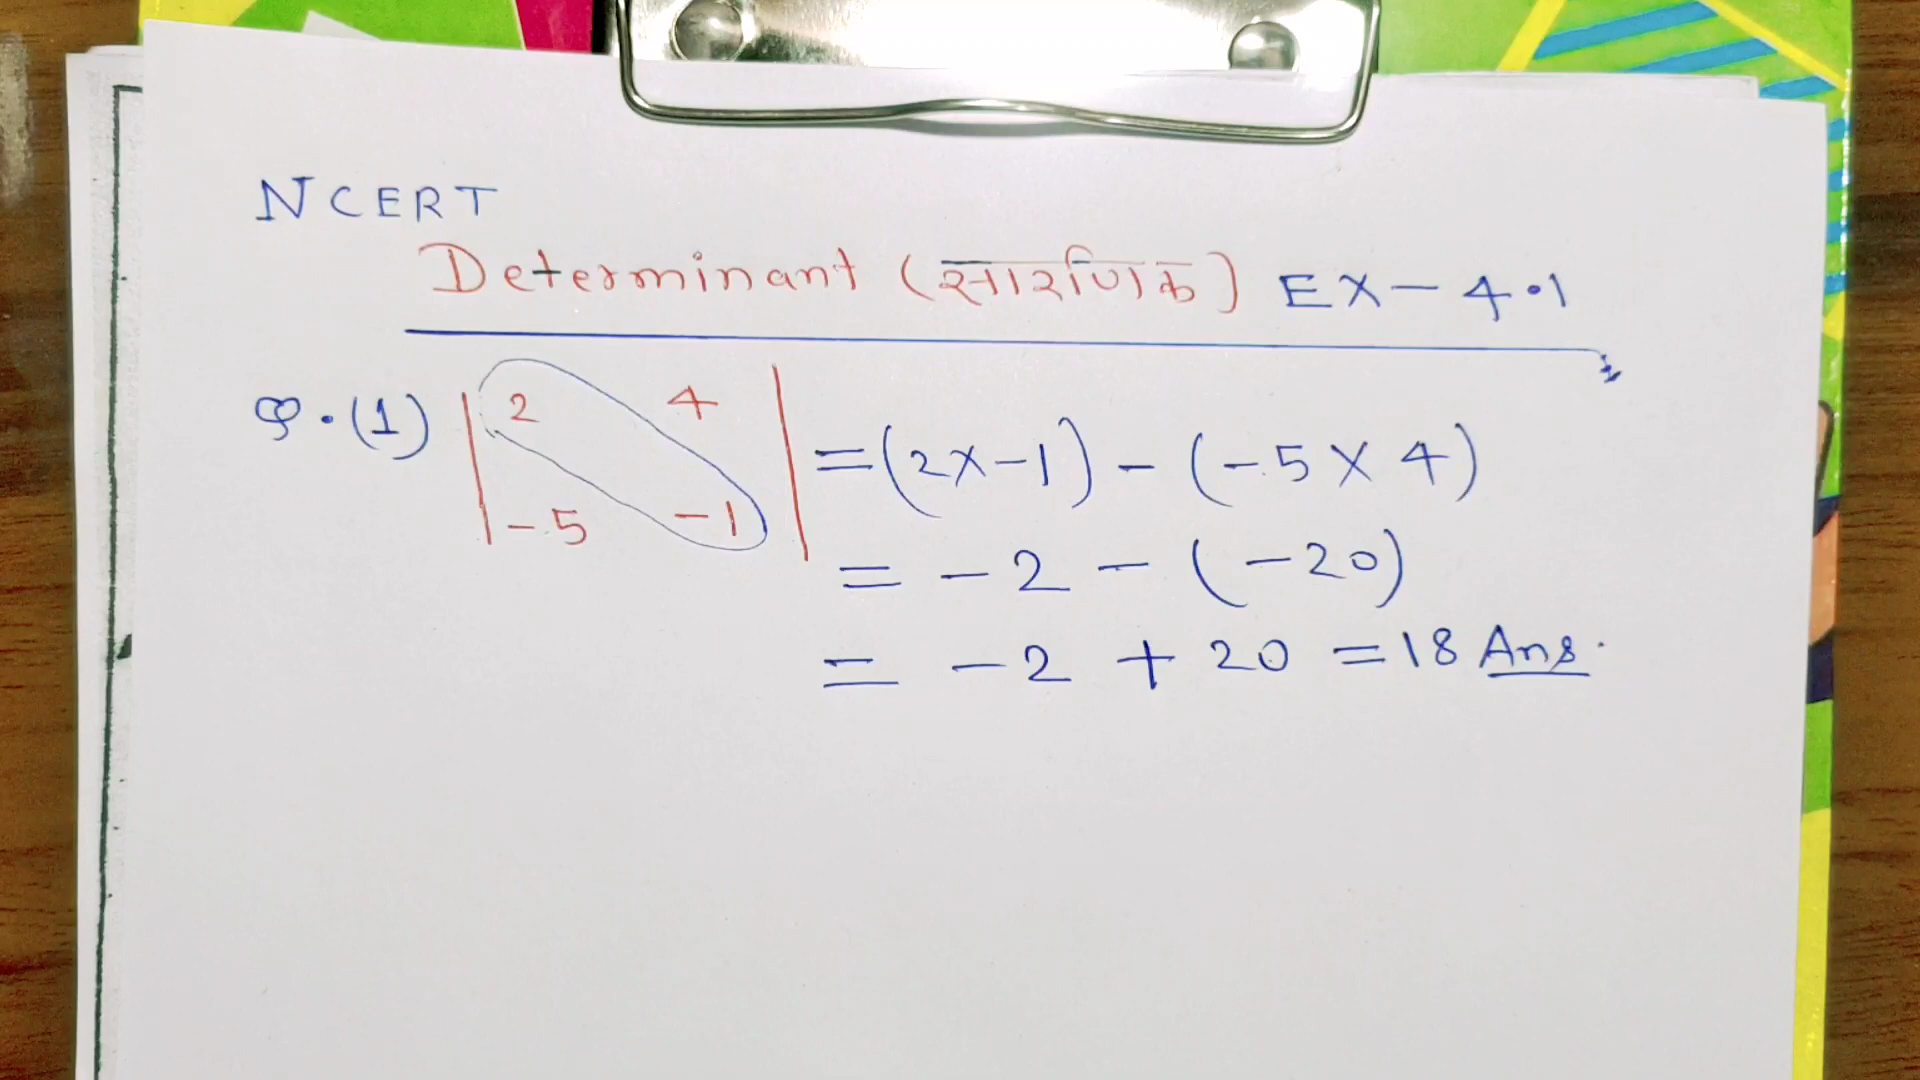 NCERT
Determinant (सारणिक) EX-4.1
Q.(1) | 2 4 | = (2x-1) - (-5 X 4)
| -5 -1 |
= -2 - (-20)
= -2 + 20 = 18 Ans.